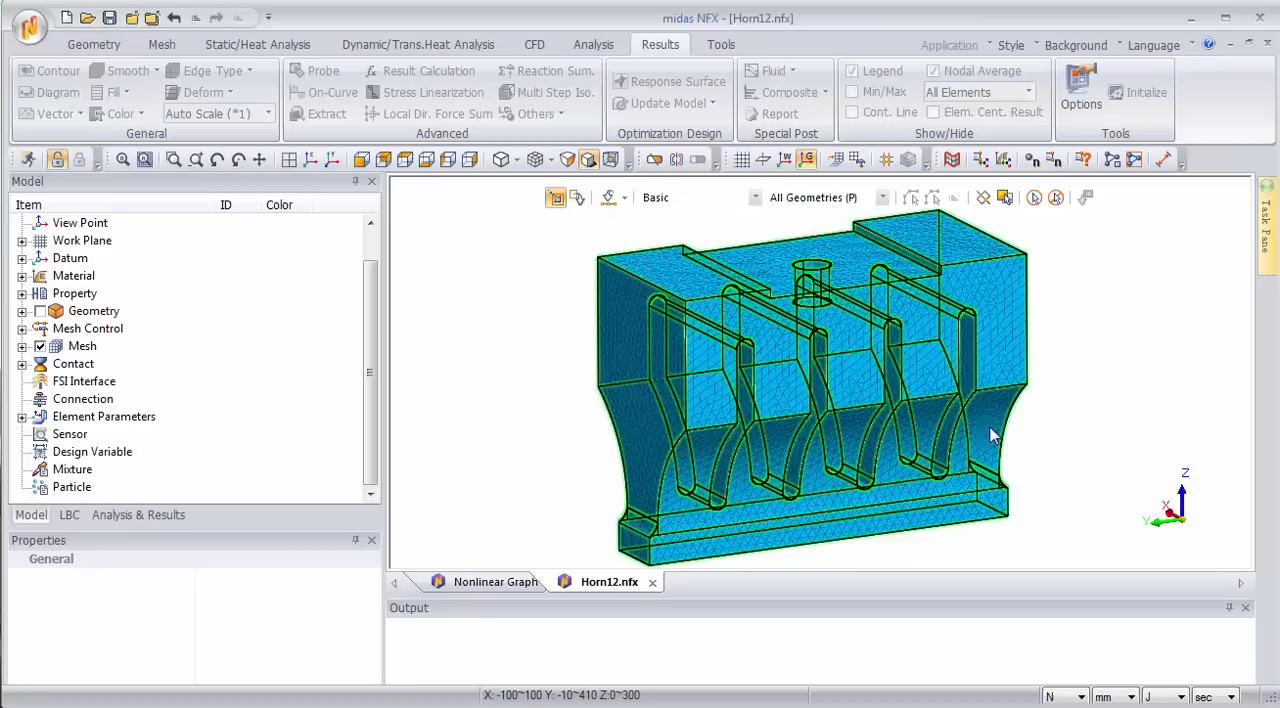 midas NFX - [Horn12.nfx]
Geometry Mesh Static/Heat Analysis Dynamic/Trans.Heat Analysis CFD Analysis Results Tools Application Style Background Language
Contour Smooth Edge Type Probe Result Calculation Reaction Sum. Response Surface Fluid Legend Nodal Average
Diagram Fill Deform On-Curve Stress Linearization Multi Step Iso. Update Model Composite Min/Max All Elements Options Initialize
Vector Color Auto Scale (*1) Extract Local Dir. Force Sum Others Report Cont. Line Elem. Cent. Result
General Advanced Optimization Design Special Post Show/Hide Tools
Model
Item ID Color
Basic All Geometries (P)
View Point
Work Plane
Datum
Material
Property
Geometry
Mesh Control
Mesh
Contact
FSI Interface
Connection
Element Parameters
Sensor
Design Variable
Mixture
Particle
Task Pane
Z
X
Y
Model LBC Analysis & Results
Properties
General
Nonlinear Graph Horn12.nfx
Output
X: -100~100 Y: -10~410 Z:0~300
N mm J sec